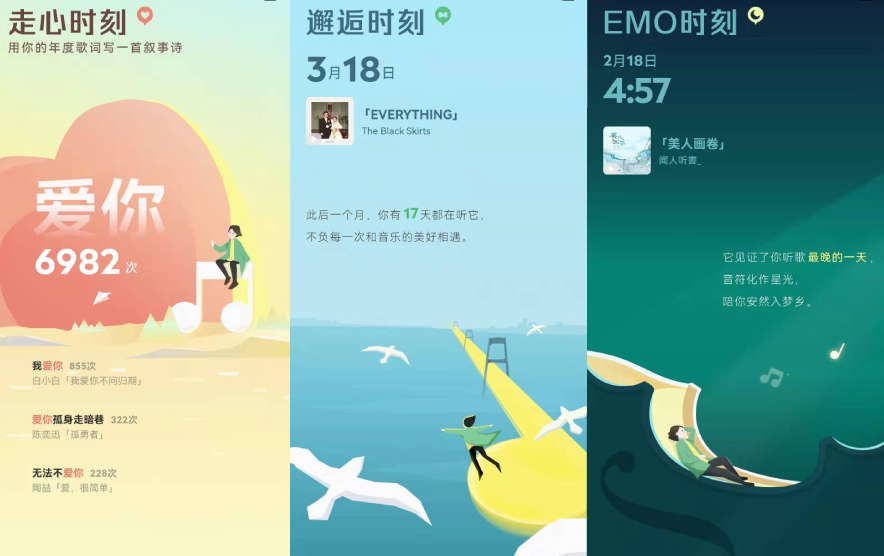 走心时刻
用你的年度歌词写一首叙事诗
爱你
6982次
我爱你 855次
白小白「我爱你不问归期」
爱你孤身走暗巷 322次
陈奕迅「孤勇者」
无法不爱你 228次
陶喆「爱，很简单」
邂逅时刻
3月18日
「EVERYTHING」
The Black Skirts
此后一个月，你有17天都在听它，
不负每一次和音乐的美好相遇。
EMO时刻
2月18日
4:57
「美人画卷」
闻人听書_
它见证了你听歌最晚的一天，
音符化作星光，
陪你安然入梦乡。